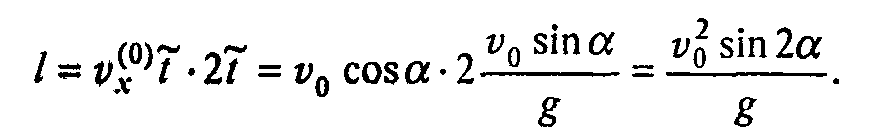 l = v_x^{(0)} \tilde{t} · 2\tilde{t} = v_0 cos α · 2 \frac{v_0 sin α}{g} = \frac{v_0^2 sin 2α}{g}.